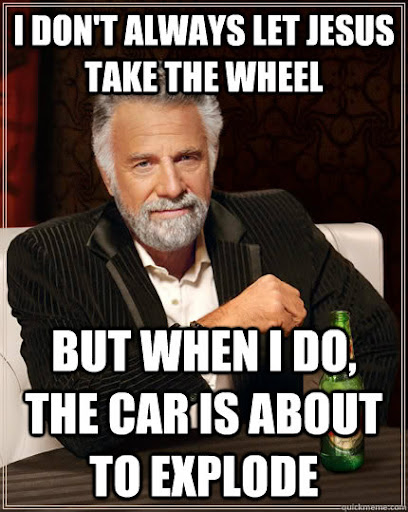 I DON'T ALWAYS LET JESUS
TAKE THE WHEEL
BUT WHEN I DO,
THE CAR IS ABOUT
TO EXPLODE
quickmeme.com